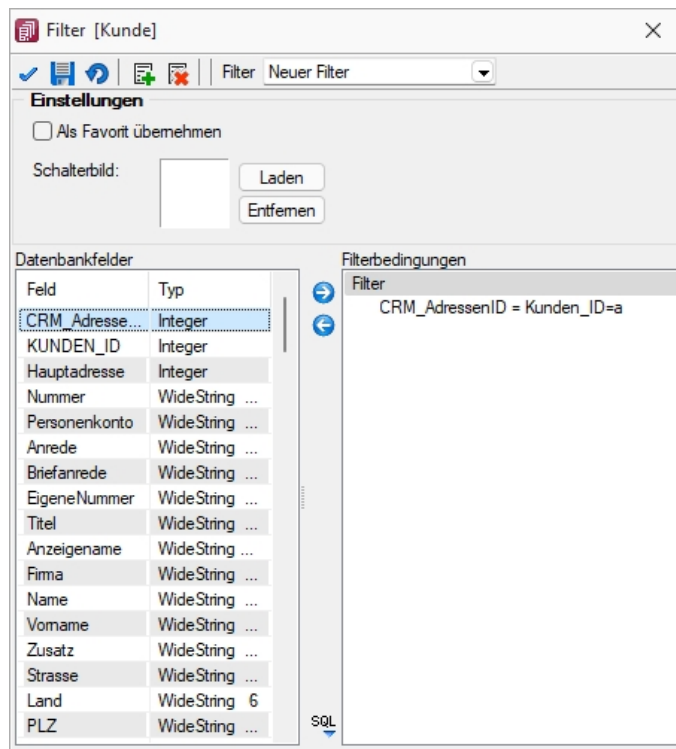 Filter [Kunde]
Filter Neuer Filter
Einstellungen
Als Favorit übernehmen
Schalterbild:
Laden
Entfernen
Datenbankfelder
Filterbedingungen
Feld Typ
Filter
CRM_Adresse... Integer
CRM_AdressenID = Kunden_ID=a
KUNDEN_ID Integer
Hauptadresse Integer
Nummer WideString ...
Personenkonto WideString ...
Anrede WideString ...
Briefanrede WideString ...
EigeneNummer WideString ...
Titel WideString ...
Anzeigename WideString ...
Firma WideString ...
Name WideString ...
Vorname WideString ...
Zusatz WideString ...
Strasse WideString ...
Land WideString 6
PLZ WideString ...
SQL